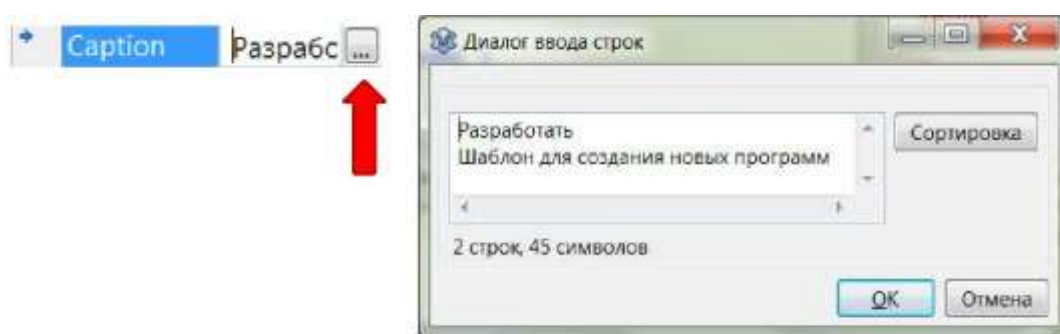 Caption Разрабс ...
Диалог ввода строк
Разработать
Шаблон для создания новых программ
Сортировка
2 строк, 45 символов
OK Отмена